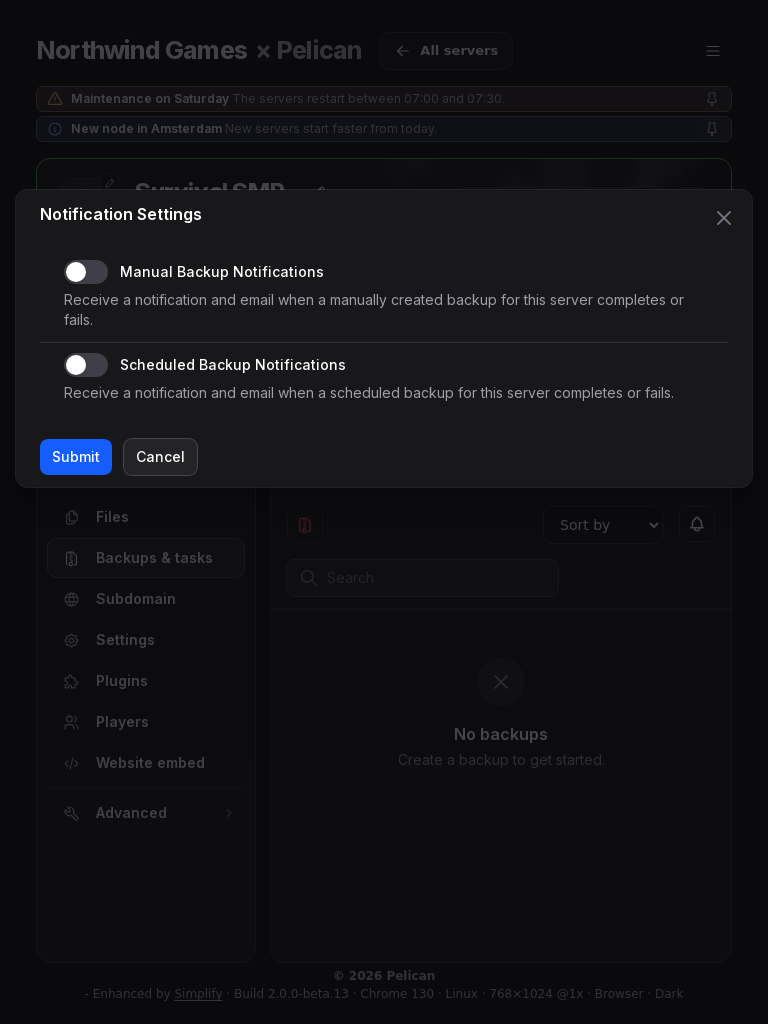 Northwind Games × Pelican
All servers
Maintenance on Saturday The servers restart between 07:00 and 07:30.
New node in Amsterdam New servers start faster from today.
Survival SMP
Notification Settings
Manual Backup Notifications
Receive a notification and email when a manually created backup for this server completes or
fails.
Scheduled Backup Notifications
Receive a notification and email when a scheduled backup for this server completes or fails.
Submit
Cancel
Files
Sort by
Backups & tasks
Search
Subdomain
Settings
Plugins
Players
No backups
Website embed
Create a backup to get started.
Advanced
© 2026 Pelican
- Enhanced by Simplify · Build 2.0.0-beta.13 · Chrome 130 · Linux · 768×1024 @1x · Browser · Dark